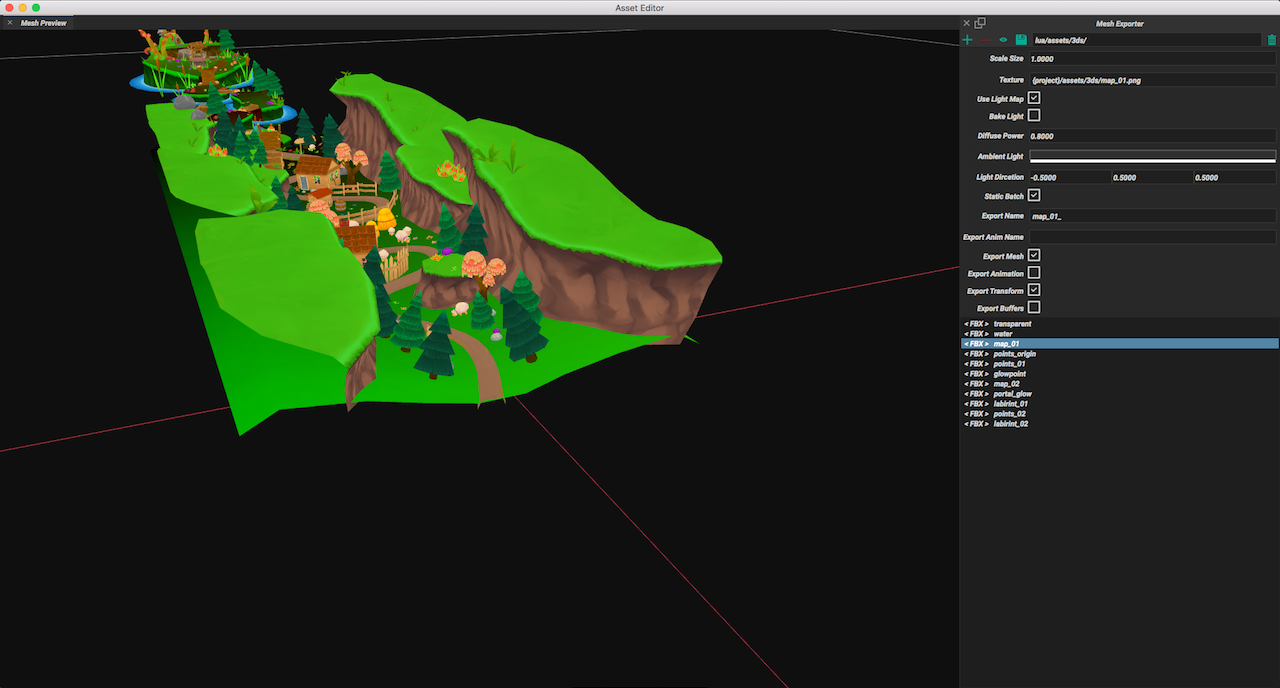 Asset Editor
Mesh Preview
Mesh Exporter
lua/assets/3ds/
Scale Size 1.0000
Texture {project}/assets/3ds/map_01.png
Use Light Map
Bake Light
Diffuse Power 0.8000
Ambient Light
Light Dircetion -0.5000 0.5000 0.5000
Static Batch
Export Name map_01_
Export Anim Name
Export Mesh
Export Animation
Export Transform
Export Buffers
< FBX > transparent
< FBX > water
< FBX > map_01
< FBX > points_origin
< FBX > points_01
< FBX > glowpoint
< FBX > map_02
< FBX > portal_glow
< FBX > labirint_01
< FBX > points_02
< FBX > labirint_02